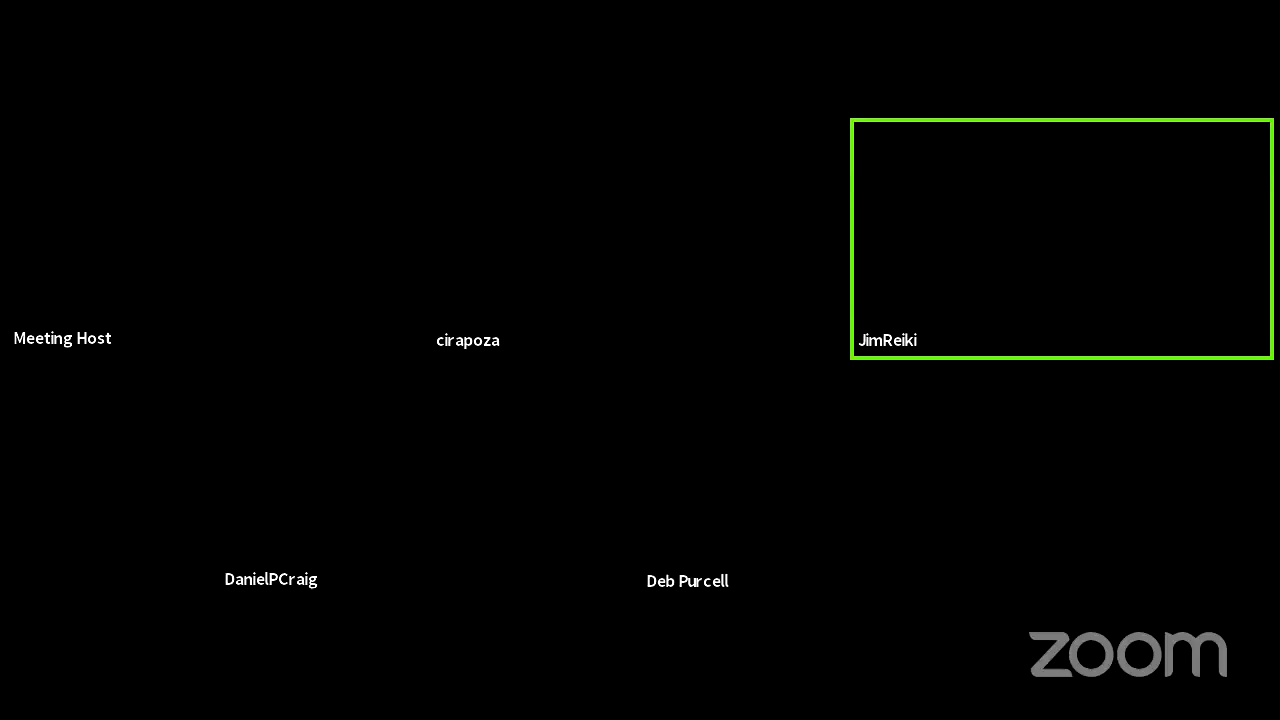 Meeting Host
cirapoza
JimReiki
DanielPCraig
Deb Purcell
zoom